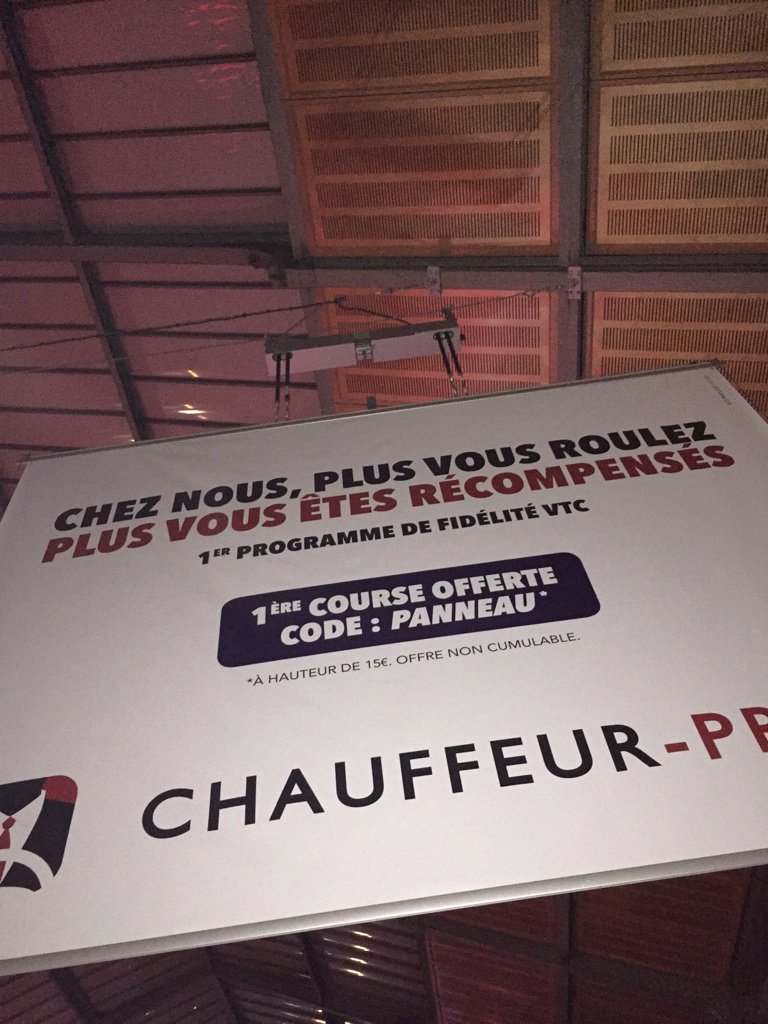 CHEZ NOUS, PLUS VOUS ROULEZ
PLUS VOUS ÊTES RÉCOMPENSÉS
1ER PROGRAMME DE FIDÉLITÉ VTC
1ÈRE COURSE OFFERTE
CODE : PANNEAU*
*À HAUTEUR DE 15€. OFFRE NON CUMULABLE.
CHAUFFEUR-PR